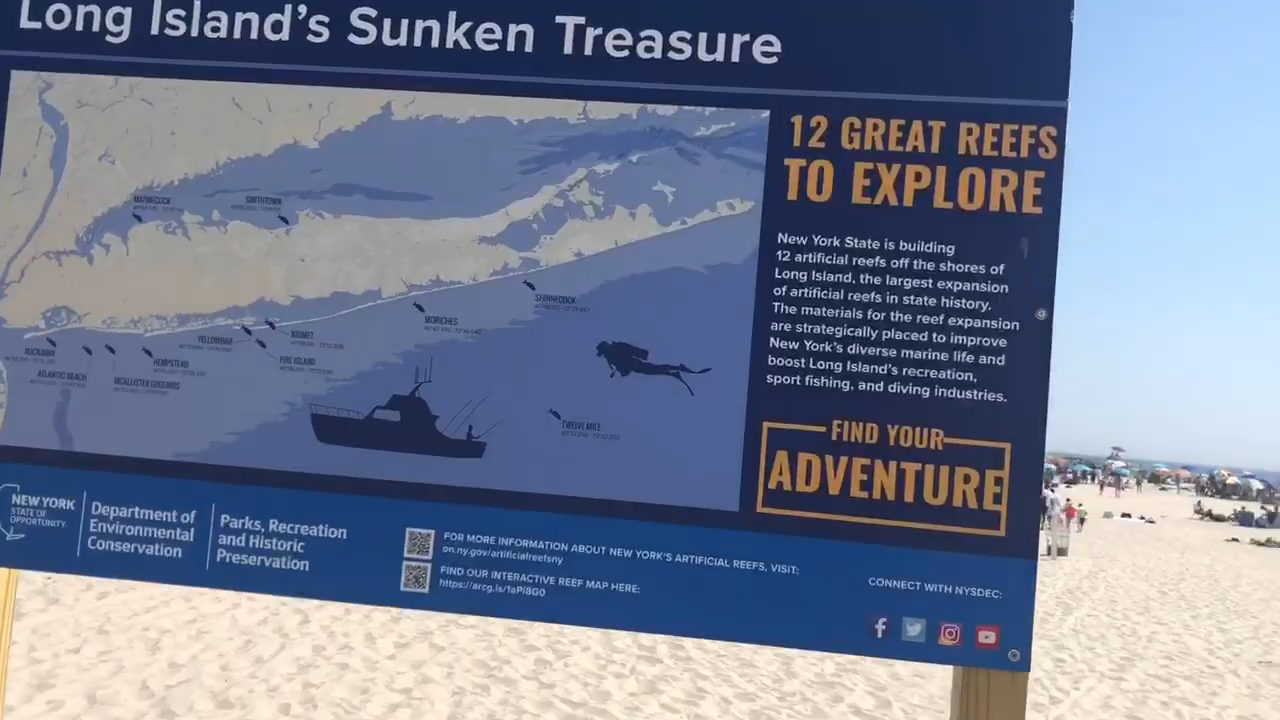 Long Island's Sunken Treasure
12 GREAT REEFS
TO EXPLORE
New York State is building
12 artificial reefs off the shores of
Long Island, the largest expansion
of artificial reefs in state history.
The materials for the reef expansion
are strategically placed to improve
New York's diverse marine life and
boost Long Island's recreation,
sport fishing, and diving industries.
FIND YOUR
ADVENTURE
MATINECOCK
SMITHTOWN
SHINNECOCK
MORICHES
KISMET
YELLOWBAR
FIRE ISLAND
ROCKAWAY
HEMPSTEAD
ATLANTIC BEACH
MCALLISTER GROUNDS
TWELVE MILE
NEW YORK
STATE OF
OPPORTUNITY.
Department of
Environmental
Conservation
Parks, Recreation
and Historic
Preservation
FOR MORE INFORMATION ABOUT NEW YORK'S ARTIFICIAL REEFS, VISIT:
on.ny.gov/artificialreefsny
FIND OUR INTERACTIVE REEF MAP HERE:
https://arcg.is/1aPi8G0
CONNECT WITH NYSDEC: